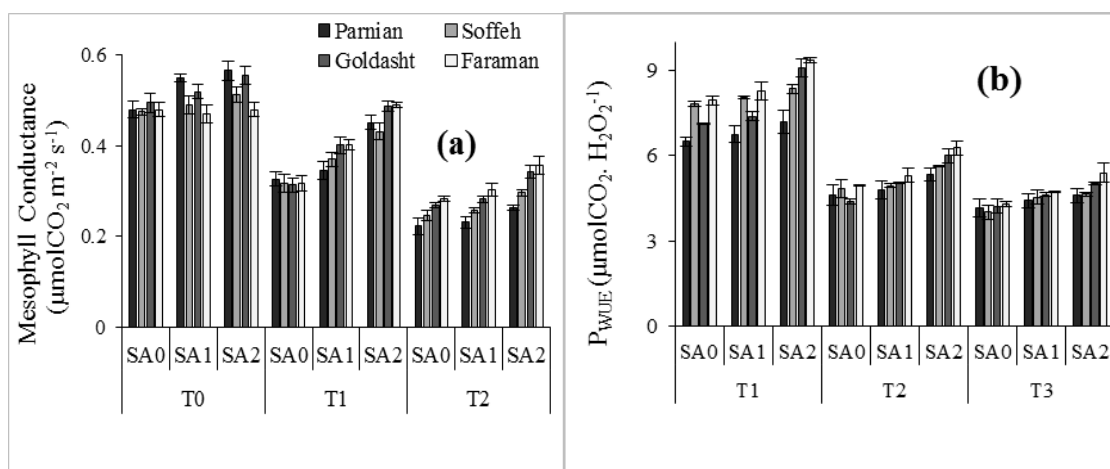 Parnian Soffeh
Goldasht Faraman
(a)
Mesophyll Conductance
(µmolCO₂ m⁻² s⁻¹)
0.6
0.4
0.2
0
SA0 SA1 SA2 SA0 SA1 SA2 SA0 SA1 SA2
T0 T1 T2
(b)
P_WUE (µmolCO₂. H₂O₂⁻¹)
9
6
3
0
SA0 SA1 SA2 SA0 SA1 SA2 SA0 SA1 SA2
T1 T2 T3